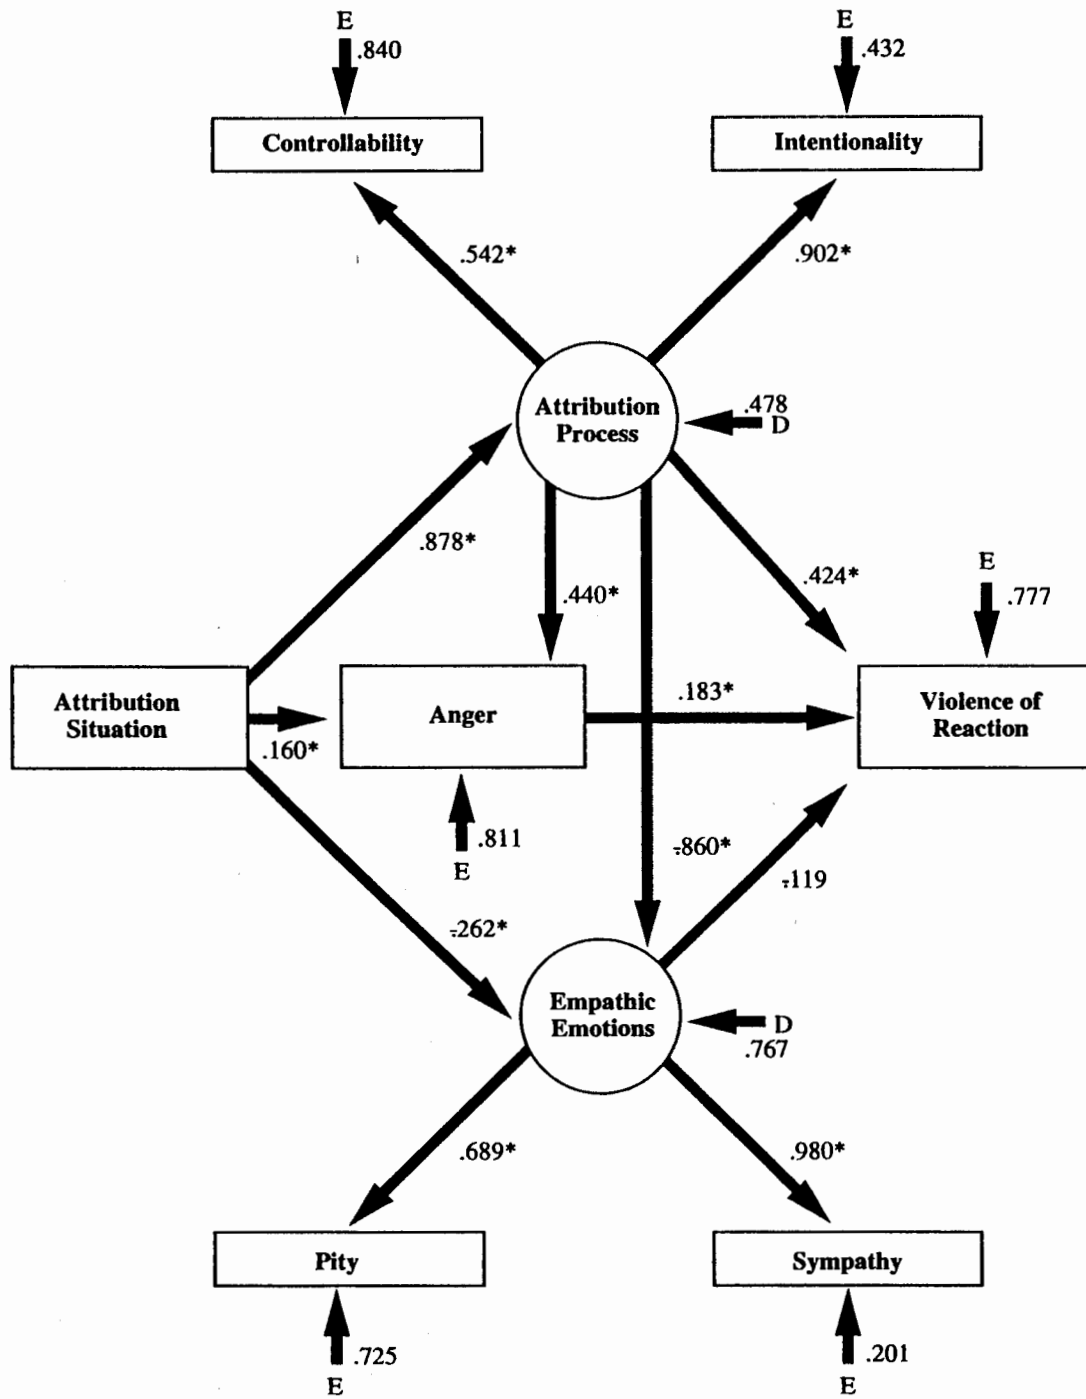 E
.840
E
.432
Controllability
Intentionality
.542*
.902*
Attribution
Process
.478
D
.878*
.440*
.424*
E
.777
Attribution
Situation
.160*
Anger
.183*
Violence of
Reaction
.811
E
-.860*
-.119
-.262*
Empathic
Emotions
D
.767
.689*
.980*
Pity
Sympathy
.725
E
.201
E